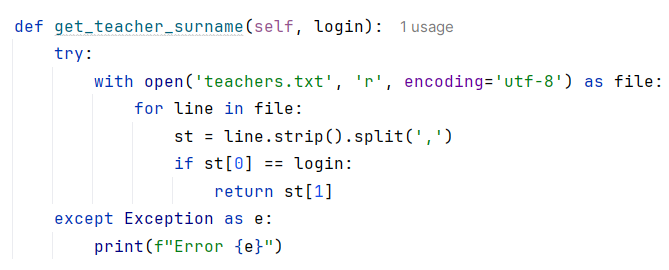 def get_teacher_surname(self, login):  1 usage
    try:
        with open('teachers.txt', 'r', encoding='utf-8') as file:
            for line in file:
                st = line.strip().split(',')
                if st[0] == login:
                    return st[1]
    except Exception as e:
        print(f"Error {e}")